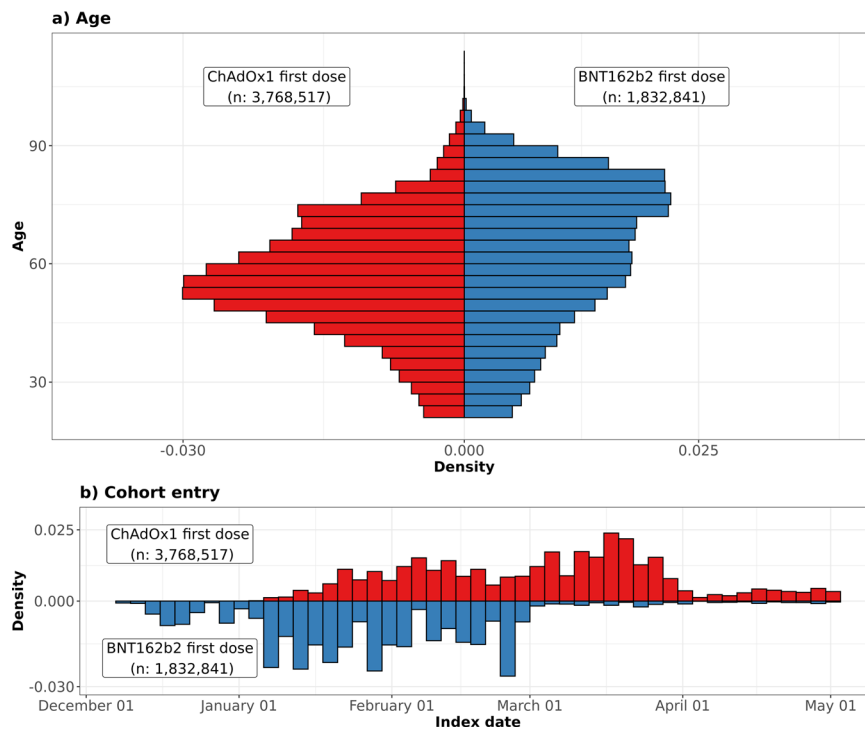 a) Age
ChAdOx1 first dose
(n: 3,768,517)
BNT162b2 first dose
(n: 1,832,841)
90
60
30
Age
-0.030
0.000
0.025
Density
b) Cohort entry
ChAdOx1 first dose
(n: 3,768,517)
BNT162b2 first dose
(n: 1,832,841)
0.025
0.000
-0.030
Density
December 01
January 01
February 01
March 01
April 01
May 01
Index date